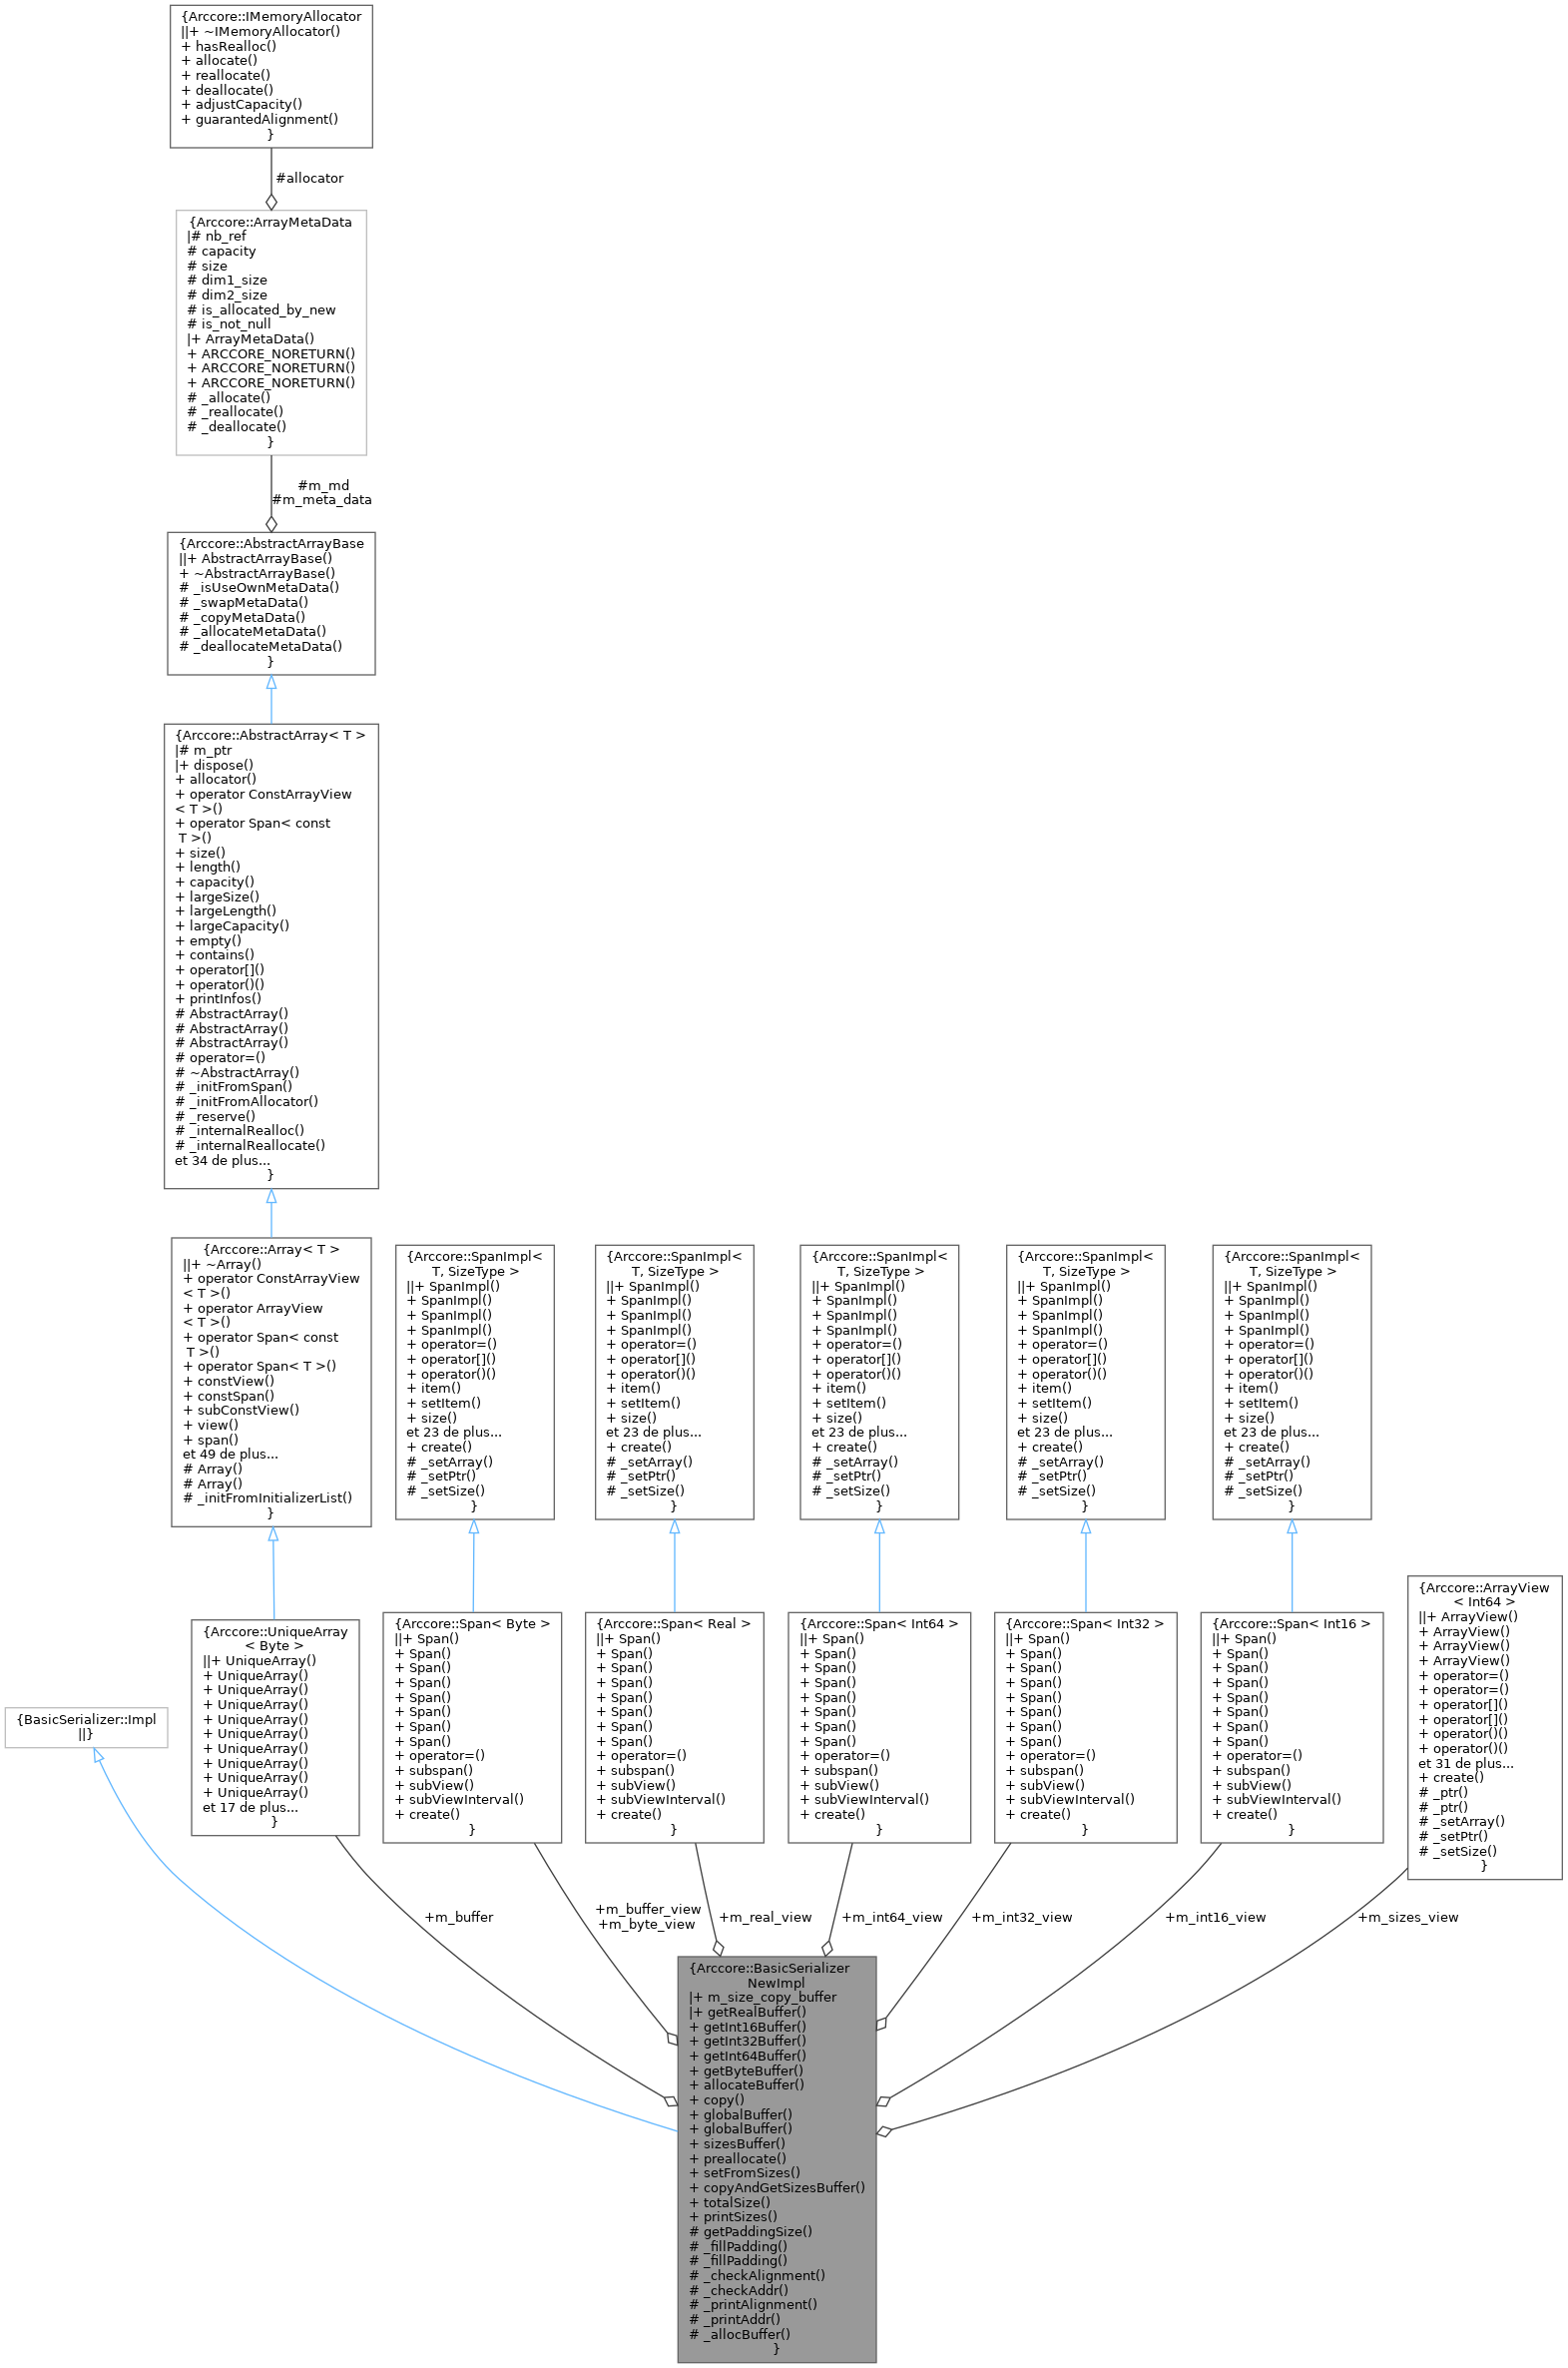 {Arccore::IMemoryAllocator
||+ ~IMemoryAllocator()
+ hasRealloc()
+ allocate()
+ reallocate()
+ deallocate()
+ adjustCapacity()
+ guarantedAlignment()
}
#allocator
{Arccore::ArrayMetaData
|# nb_ref
# capacity
# size
# dim1_size
# dim2_size
# is_allocated_by_new
# is_not_null
|+ ArrayMetaData()
+ ARCCORE_NORETURN()
+ ARCCORE_NORETURN()
+ ARCCORE_NORETURN()
# _allocate()
# _reallocate()
# _deallocate()
}
#m_md
#m_meta_data
{Arccore::AbstractArrayBase
||+ AbstractArrayBase()
+ ~AbstractArrayBase()
# _isUseOwnMetaData()
# _swapMetaData()
# _copyMetaData()
# _allocateMetaData()
# _deallocateMetaData()
}
{Arccore::AbstractArray< T >
|# m_ptr
|+ dispose()
+ allocator()
+ operator ConstArrayView
< T >()
+ operator Span< const
T >()
+ size()
+ length()
+ capacity()
+ largeSize()
+ largeLength()
+ largeCapacity()
+ empty()
+ contains()
+ operator[]()
+ operator()()
+ printInfos()
# AbstractArray()
# AbstractArray()
# AbstractArray()
# operator=()
# ~AbstractArray()
# _initFromSpan()
# _initFromAllocator()
# _reserve()
# _internalRealloc()
# _internalReallocate()
et 34 de plus...
}
{Arccore::Array< T >
||+ ~Array()
+ operator ConstArrayView
< T >()
+ operator ArrayView
< T >()
+ operator Span< const
T >()
+ operator Span< T >()
+ constView()
+ constSpan()
+ subConstView()
+ view()
+ span()
et 49 de plus...
# Array()
# Array()
# _initFromInitializerList()
}
{Arccore::SpanImpl<
T, SizeType >
||+ SpanImpl()
+ SpanImpl()
+ SpanImpl()
+ SpanImpl()
+ operator=()
+ operator[]()
+ operator()()
+ item()
+ setItem()
+ size()
et 23 de plus...
+ create()
# _setArray()
# _setPtr()
# _setSize()
}
{Arccore::SpanImpl<
T, SizeType >
||+ SpanImpl()
+ SpanImpl()
+ SpanImpl()
+ SpanImpl()
+ operator=()
+ operator[]()
+ operator()()
+ item()
+ setItem()
+ size()
et 23 de plus...
+ create()
# _setArray()
# _setPtr()
# _setSize()
}
{Arccore::SpanImpl<
T, SizeType >
||+ SpanImpl()
+ SpanImpl()
+ SpanImpl()
+ SpanImpl()
+ operator=()
+ operator[]()
+ operator()()
+ item()
+ setItem()
+ size()
et 23 de plus...
+ create()
# _setArray()
# _setPtr()
# _setSize()
}
{Arccore::SpanImpl<
T, SizeType >
||+ SpanImpl()
+ SpanImpl()
+ SpanImpl()
+ SpanImpl()
+ operator=()
+ operator[]()
+ operator()()
+ item()
+ setItem()
+ size()
et 23 de plus...
+ create()
# _setArray()
# _setPtr()
# _setSize()
}
{Arccore::SpanImpl<
T, SizeType >
||+ SpanImpl()
+ SpanImpl()
+ SpanImpl()
+ SpanImpl()
+ operator=()
+ operator[]()
+ operator()()
+ item()
+ setItem()
+ size()
et 23 de plus...
+ create()
# _setArray()
# _setPtr()
# _setSize()
}
{BasicSerializer::Impl
||}
{Arccore::UniqueArray
< Byte >
||+ UniqueArray()
+ UniqueArray()
+ UniqueArray()
+ UniqueArray()
+ UniqueArray()
+ UniqueArray()
+ UniqueArray()
+ UniqueArray()
+ UniqueArray()
+ UniqueArray()
et 17 de plus...
}
{Arccore::Span< Byte >
||+ Span()
+ Span()
+ Span()
+ Span()
+ Span()
+ Span()
+ Span()
+ Span()
+ operator=()
+ subspan()
+ subView()
+ subViewInterval()
+ create()
}
{Arccore::Span< Real >
||+ Span()
+ Span()
+ Span()
+ Span()
+ Span()
+ Span()
+ Span()
+ Span()
+ operator=()
+ subspan()
+ subView()
+ subViewInterval()
+ create()
}
{Arccore::Span< Int64 >
||+ Span()
+ Span()
+ Span()
+ Span()
+ Span()
+ Span()
+ Span()
+ Span()
+ operator=()
+ subspan()
+ subView()
+ subViewInterval()
+ create()
}
{Arccore::Span< Int32 >
||+ Span()
+ Span()
+ Span()
+ Span()
+ Span()
+ Span()
+ Span()
+ Span()
+ operator=()
+ subspan()
+ subView()
+ subViewInterval()
+ create()
}
{Arccore::Span< Int16 >
||+ Span()
+ Span()
+ Span()
+ Span()
+ Span()
+ Span()
+ Span()
+ Span()
+ operator=()
+ subspan()
+ subView()
+ subViewInterval()
+ create()
}
{Arccore::ArrayView
< Int64 >
||+ ArrayView()
+ ArrayView()
+ ArrayView()
+ ArrayView()
+ operator=()
+ operator=()
+ operator[]()
+ operator[]()
+ operator()()
+ operator()()
et 31 de plus...
+ create()
# _ptr()
# _ptr()
# _setArray()
# _setPtr()
# _setSize()
}
+m_buffer
+m_buffer_view
+m_byte_view
+m_real_view
+m_int64_view
+m_int32_view
+m_int16_view
+m_sizes_view
{Arccore::BasicSerializer
NewImpl
|+ m_size_copy_buffer
|+ getRealBuffer()
+ getInt16Buffer()
+ getInt32Buffer()
+ getInt64Buffer()
+ getByteBuffer()
+ allocateBuffer()
+ copy()
+ globalBuffer()
+ globalBuffer()
+ sizesBuffer()
+ preallocate()
+ setFromSizes()
+ copyAndGetSizesBuffer()
+ totalSize()
+ printSizes()
# getPaddingSize()
# _fillPadding()
# _fillPadding()
# _checkAlignment()
# _checkAddr()
# _printAlignment()
# _printAddr()
# _allocBuffer()
}